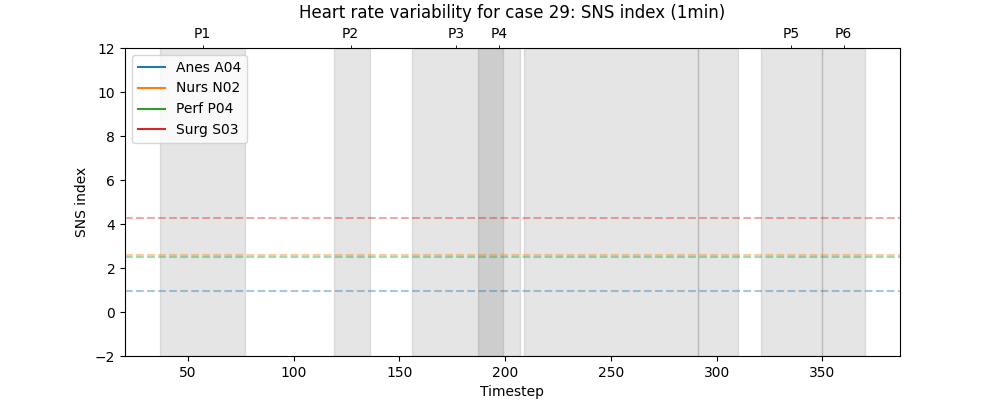 Heart rate variability for case 29: SNS index (1min)
P1 P2 P3 P4 P5 P6
12
10
8
6
4
2
0
−2
SNS index
Anes A04
Nurs N02
Perf P04
Surg S03
50 100 150 200 250 300 350
Timestep